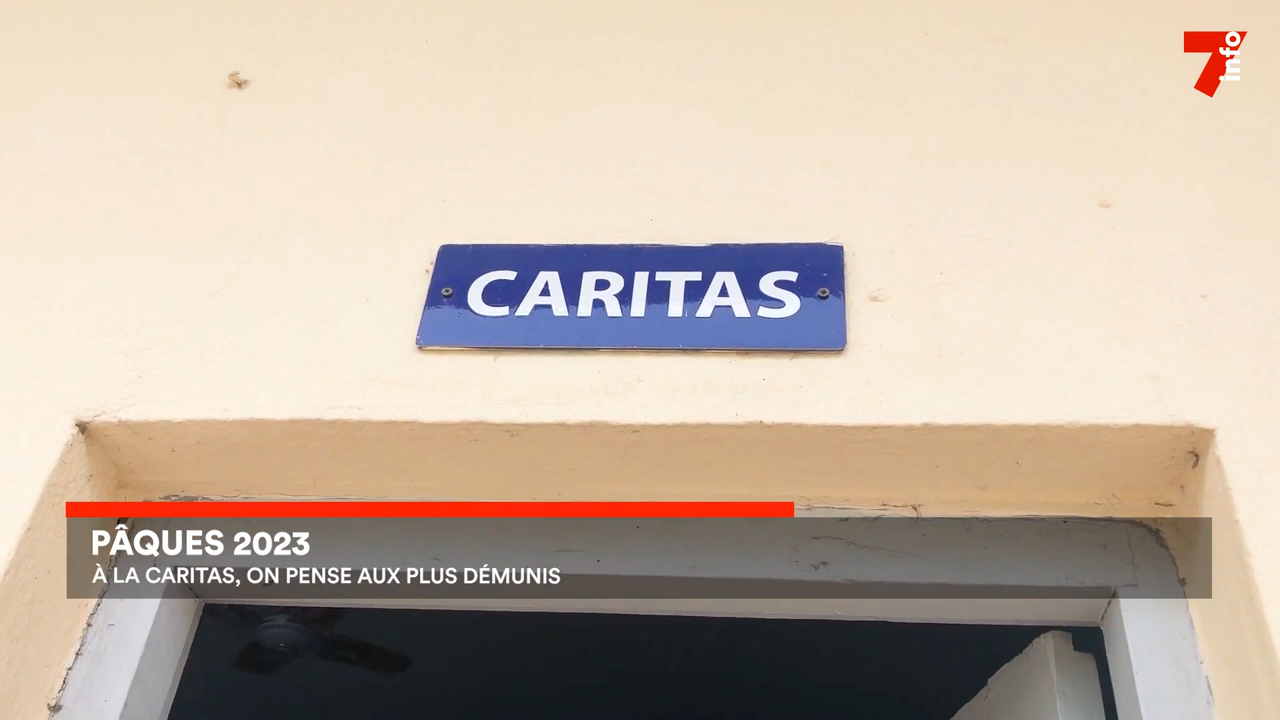 7 info
CARITAS
PÂQUES 2023
À LA CARITAS, ON PENSE AUX PLUS DÉMUNIS